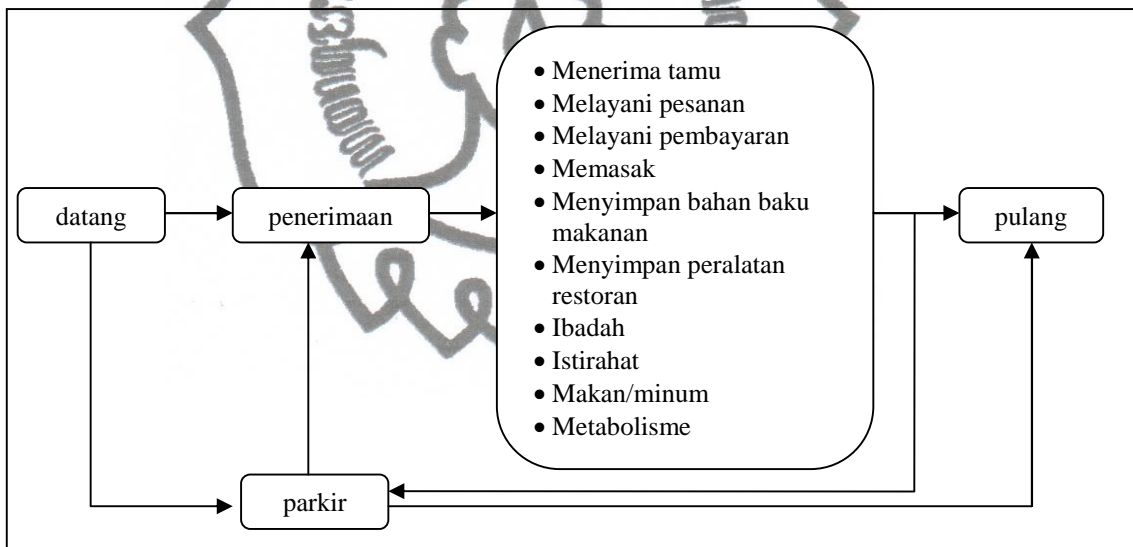 • Menerima tamu
• Melayani pesanan
• Melayani pembayaran
• Memasak
• Menyimpan bahan baku
makanan
• Menyimpan peralatan
restoran
• Ibadah
• Istirahat
• Makan/minum
• Metabolisme
datang
penerimaan
pulang
parkir